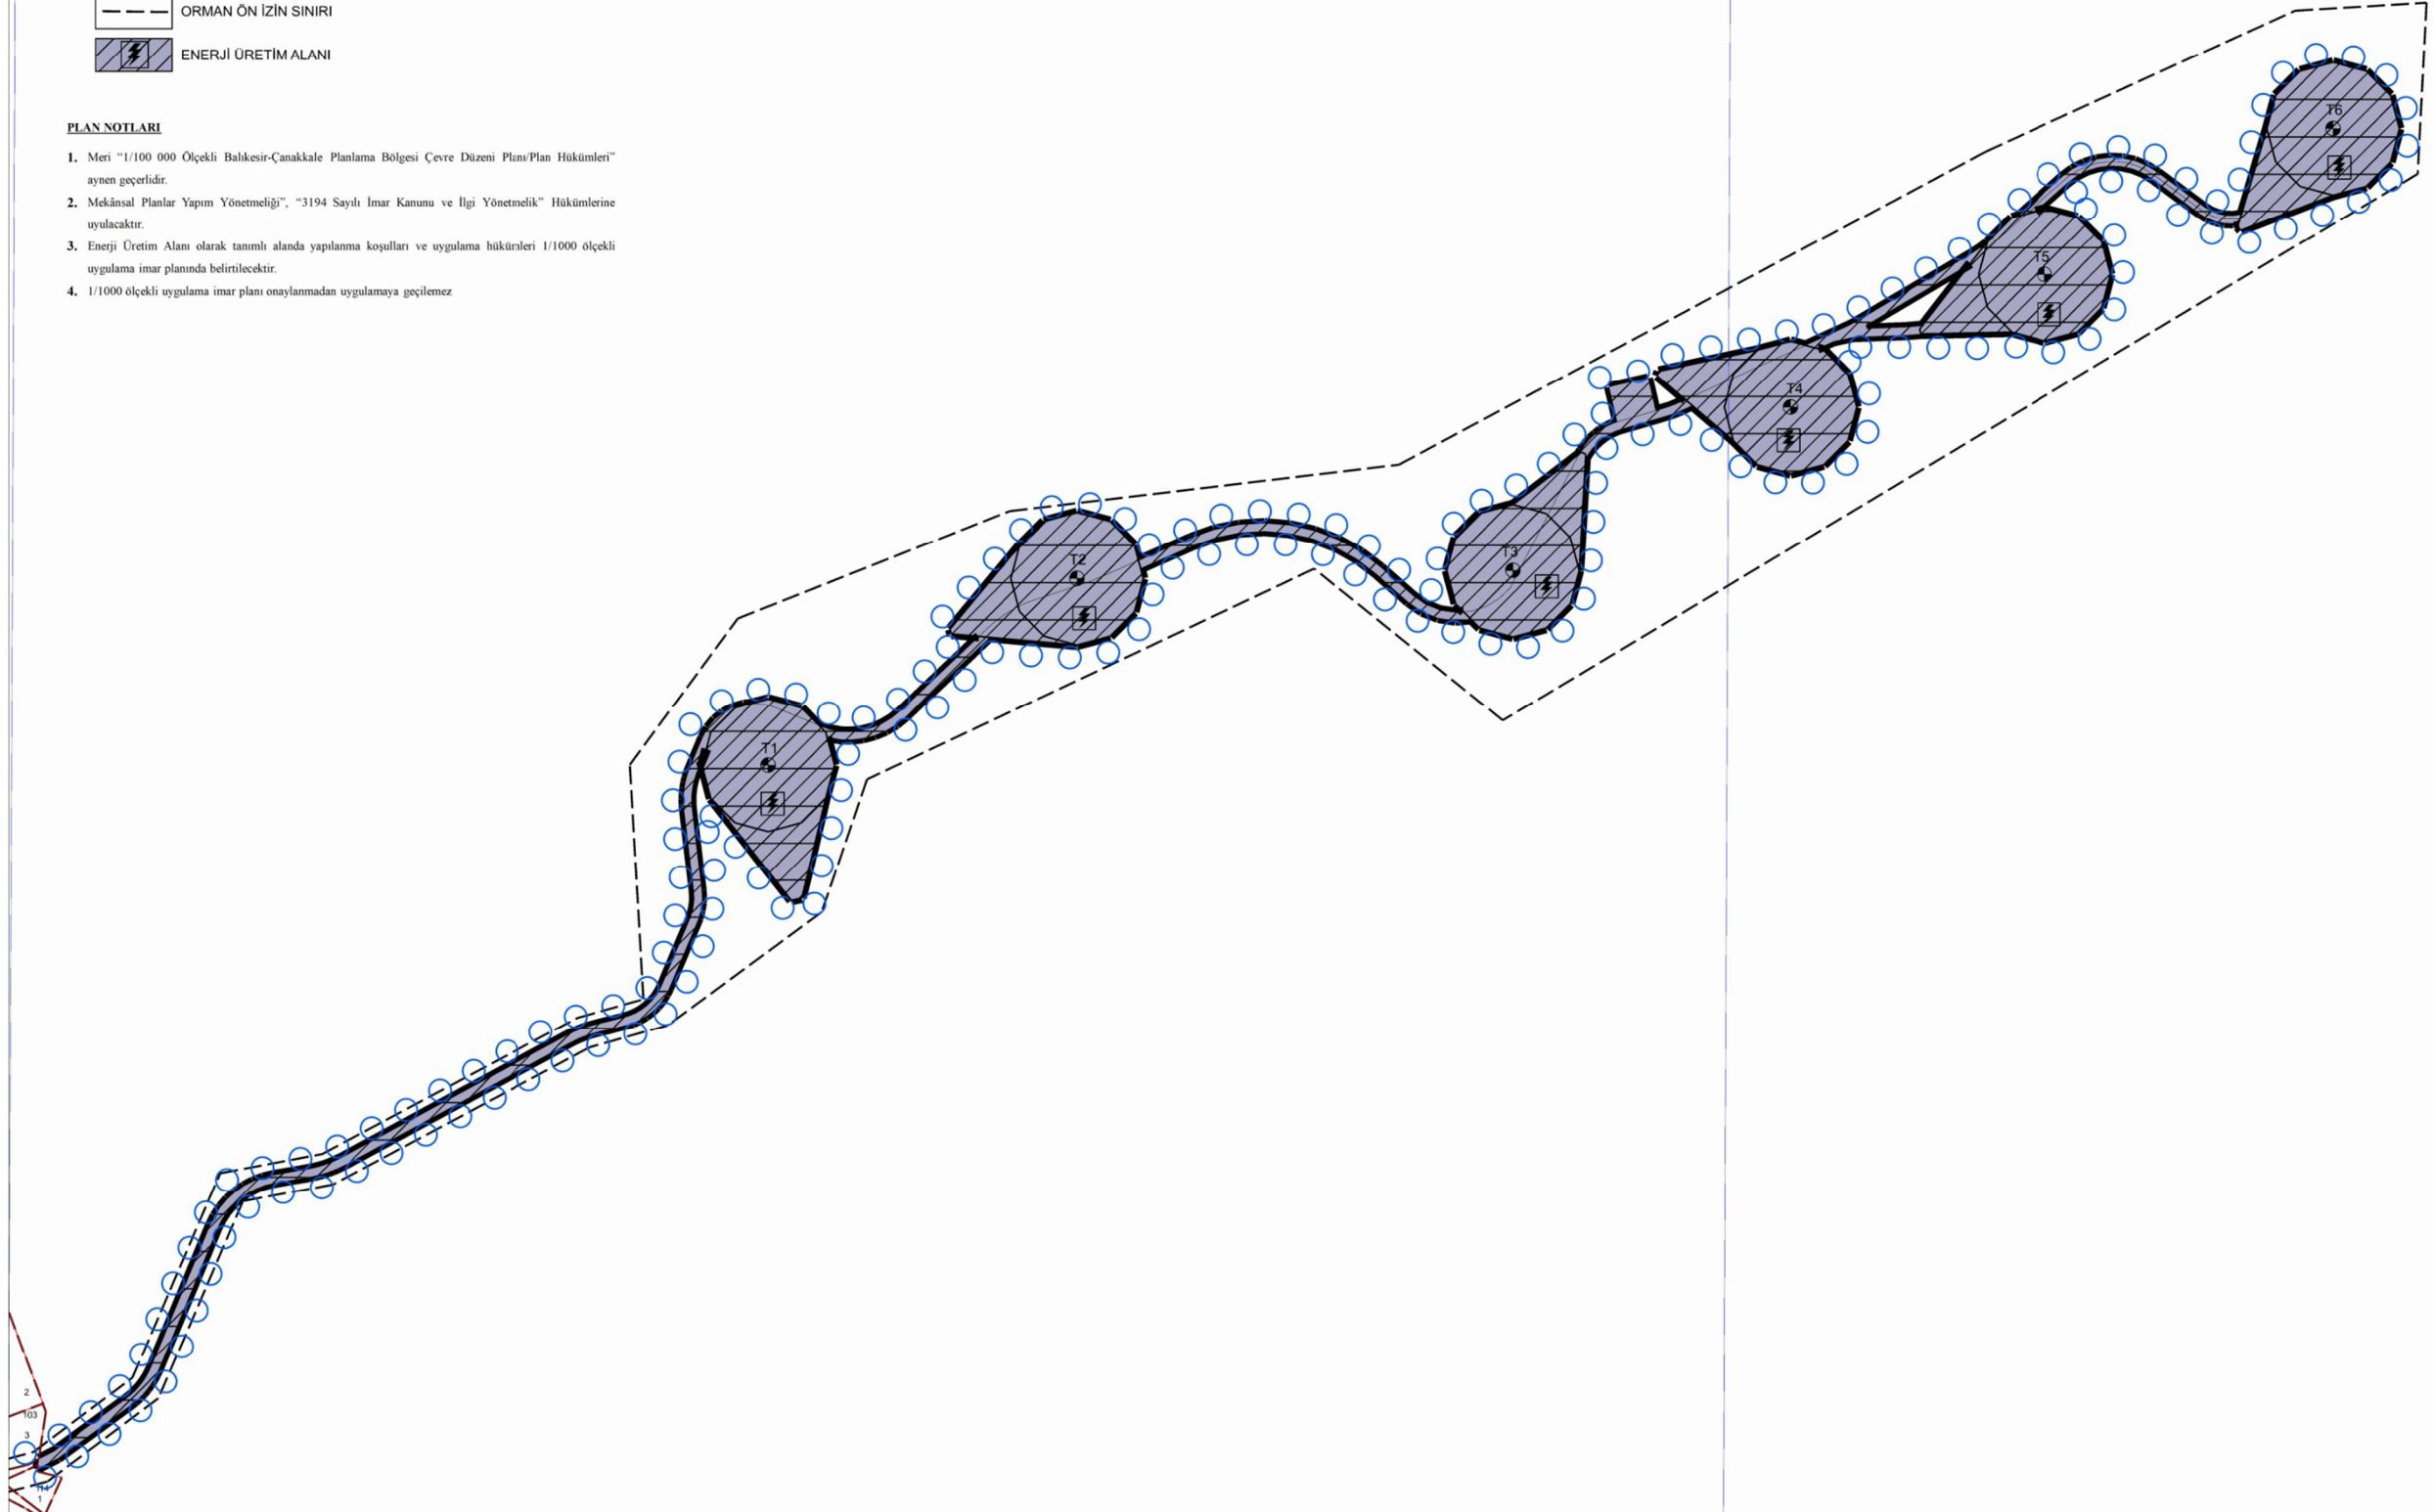 ORMAN ÖN İZİN SINIRI
ENERJİ ÜRETİM ALANI
PLAN NOTLARI
1. Meri “1/100 000 Ölçekli Balıkesir-Çanakkale Planlama Bölgesi Çevre Düzeni Planı/Plan Hükümleri”
aynen geçerlidir.
2. Mekânsal Planlar Yapım Yönetmeliği”, “3194 Sayılı İmar Kanunu ve İlgi Yönetmelik” Hükümlerine
uyulacaktır.
3. Enerji Üretim Alanı olarak tanımlı alanda yapılanma koşulları ve uygulama hükümleri 1/1000 ölçekli
uygulama imar planında belirtilecektir.
4. 1/1000 ölçekli uygulama imar planı onaylanmadan uygulamaya geçilemez
T6
T5
T4
T3
T2
T1
2
103
3
114
1